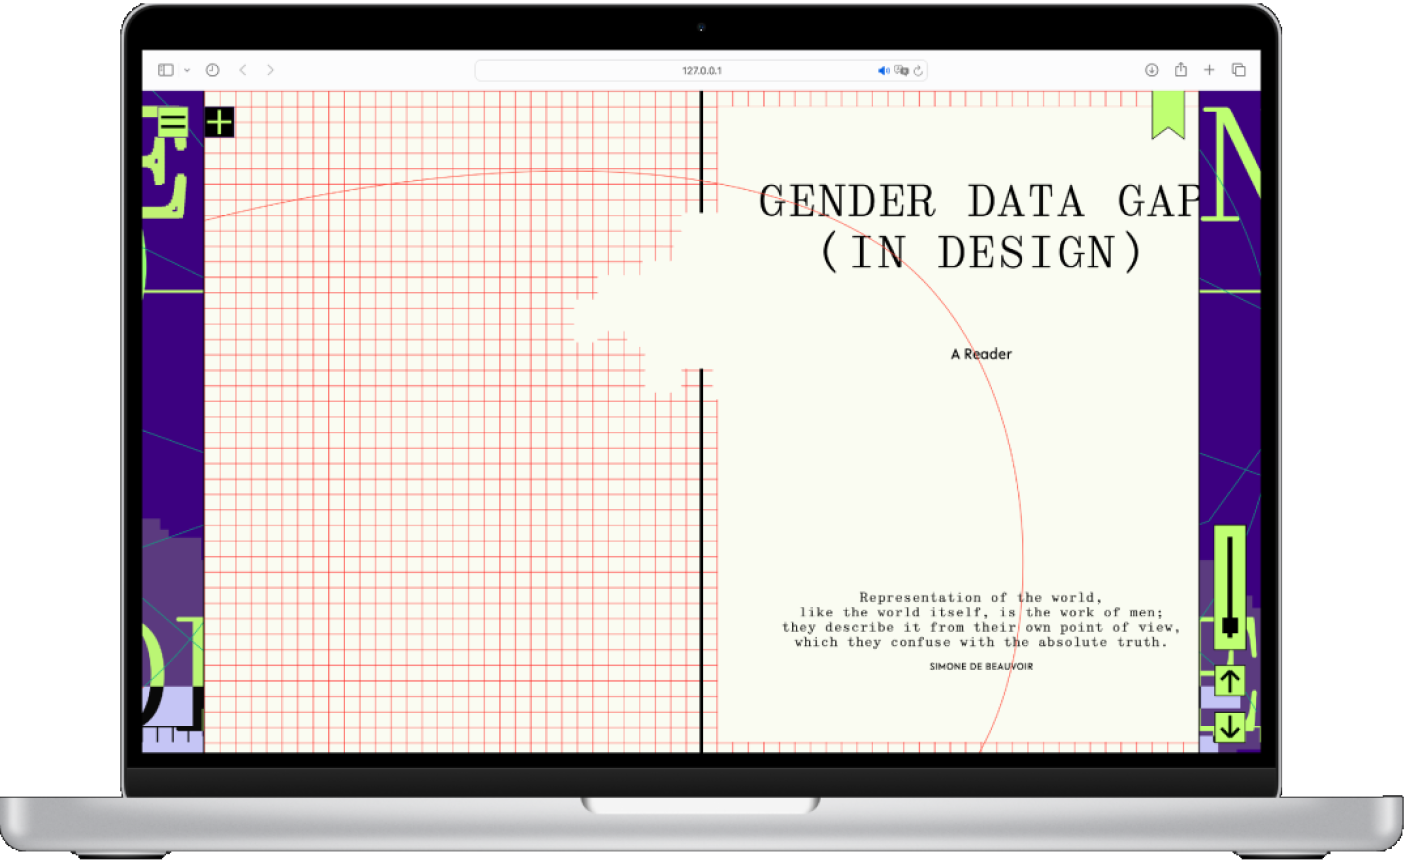 127.0.0.1
GENDER DATA GAP
(IN DESIGN)
A Reader
Representation of the world,
like the world itself, is the work of men;
they describe it from their own point of view,
which they confuse with the absolute truth.
SIMONE DE BEAUVOIR
N